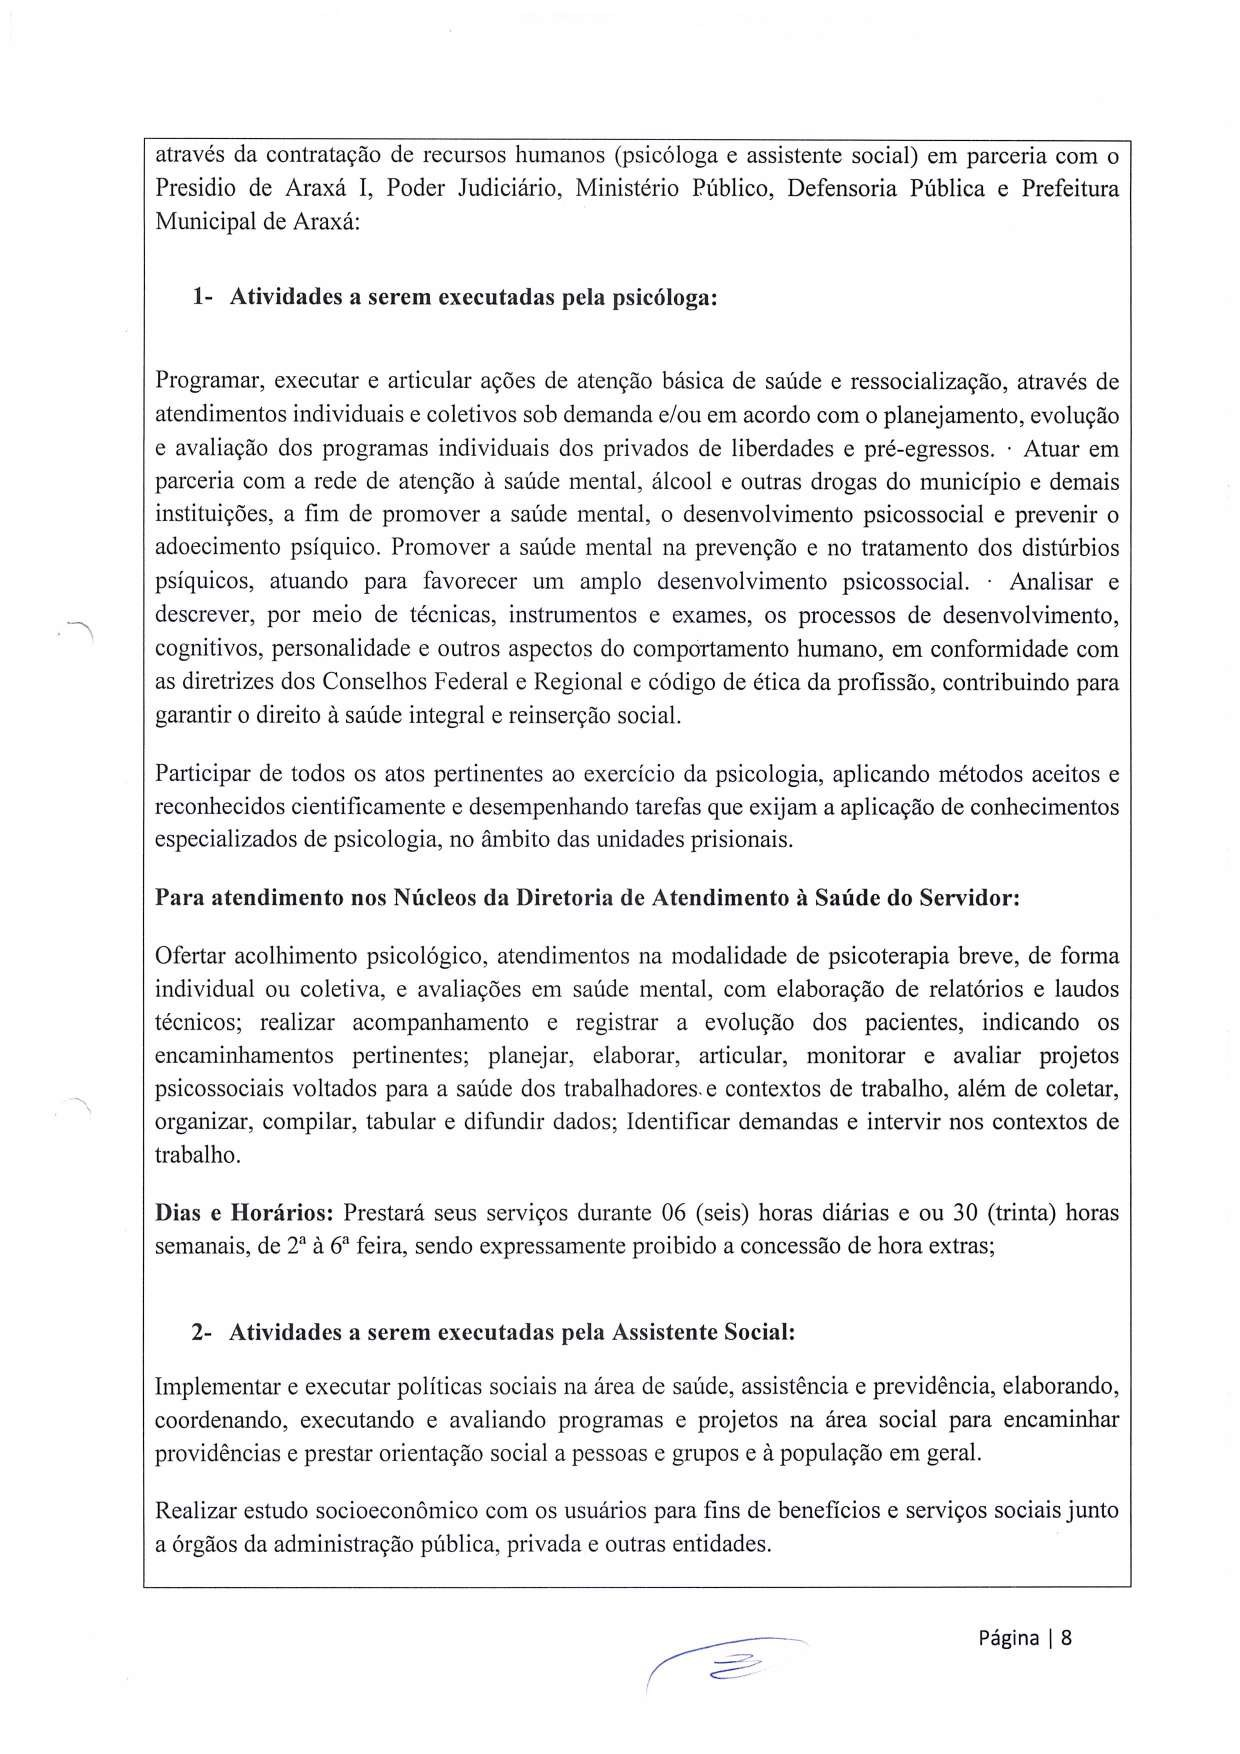 através da contratação de recursos humanos (psicóloga e assistente social) em parceria com o
Presidio de Araxá I, Poder Judiciário, Ministério Público, Defensoria Pública e Prefeitura
Municipal de Araxá:
1- Atividades a serem executadas pela psicóloga:
Programar, executar e articular ações de atenção básica de saúde e ressocialização, através de
atendimentos individuais e coletivos sob demanda e/ou em acordo com o planejamento, evolução
e avaliação dos programas individuais dos privados de liberdades e pré-egressos. · Atuar em
parceria com a rede de atenção à saúde mental, álcool e outras drogas do município e demais
instituições, a fim de promover a saúde mental, o desenvolvimento psicossocial e prevenir o
adoecimento psíquico. Promover a saúde mental na prevenção e no tratamento dos distúrbios
psíquicos, atuando para favorecer um amplo desenvolvimento psicossocial. · Analisar e
descrever, por meio de técnicas, instrumentos e exames, os processos de desenvolvimento,
cognitivos, personalidade e outros aspectos do comportamento humano, em conformidade com
as diretrizes dos Conselhos Federal e Regional e código de ética da profissão, contribuindo para
garantir o direito à saúde integral e reinserção social.
Participar de todos os atos pertinentes ao exercício da psicologia, aplicando métodos aceitos e
reconhecidos cientificamente e desempenhando tarefas que exijam a aplicação de conhecimentos
especializados de psicologia, no âmbito das unidades prisionais.
Para atendimento nos Núcleos da Diretoria de Atendimento à Saúde do Servidor:
Ofertar acolhimento psicológico, atendimentos na modalidade de psicoterapia breve, de forma
individual ou coletiva, e avaliações em saúde mental, com elaboração de relatórios e laudos
técnicos; realizar acompanhamento e registrar a evolução dos pacientes, indicando os
encaminhamentos pertinentes; planejar, elaborar, articular, monitorar e avaliar projetos
psicossociais voltados para a saúde dos trabalhadores e contextos de trabalho, além de coletar,
organizar, compilar, tabular e difundir dados; Identificar demandas e intervir nos contextos de
trabalho.
Dias e Horários: Prestará seus serviços durante 06 (seis) horas diárias e ou 30 (trinta) horas
semanais, de 2ª à 6ª feira, sendo expressamente proibido a concessão de hora extras;
2- Atividades a serem executadas pela Assistente Social:
Implementar e executar políticas sociais na área de saúde, assistência e previdência, elaborando,
coordenando, executando e avaliando programas e projetos na área social para encaminhar
providências e prestar orientação social a pessoas e grupos e à população em geral.
Realizar estudo socioeconômico com os usuários para fins de benefícios e serviços sociais junto
a órgãos da administração pública, privada e outras entidades.
Página | 8